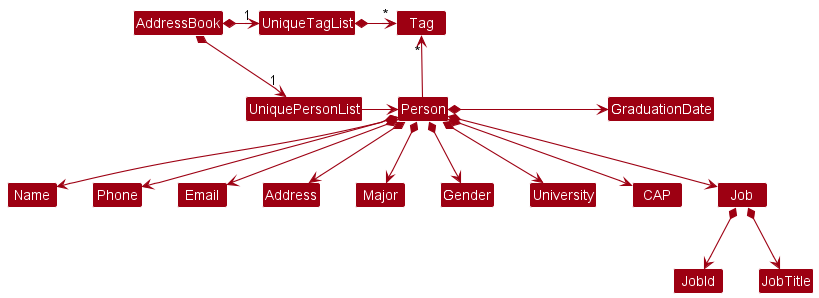 AddressBook
1
UniqueTagList
*
Tag
*
1
UniquePersonList
Person
GraduationDate
Name
Phone
Email
Address
Major
Gender
University
CAP
Job
JobId
JobTitle